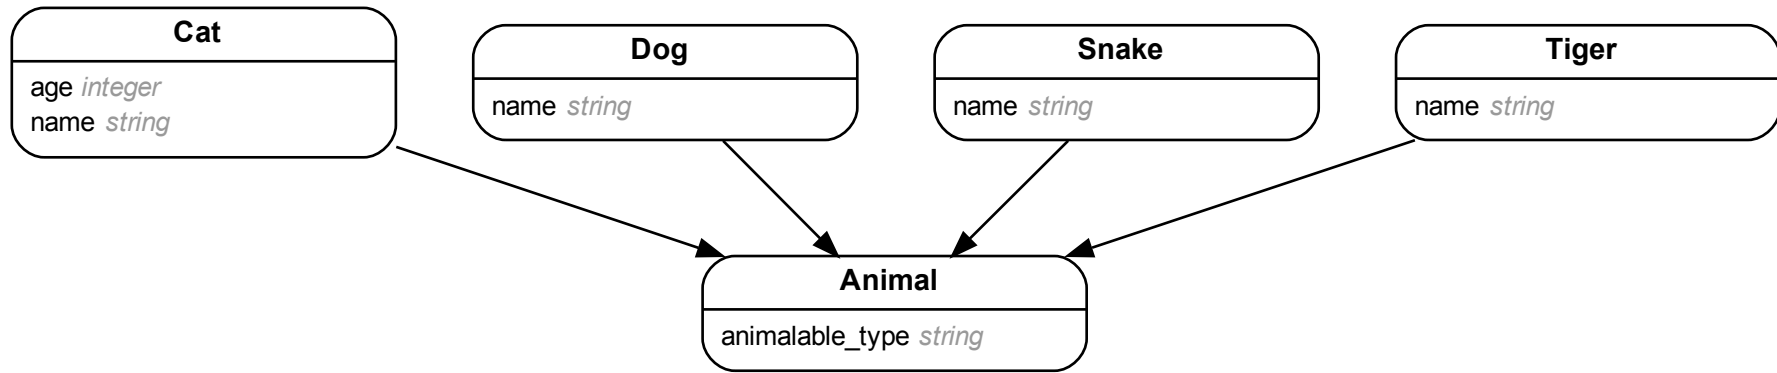 Cat
age integer
name string
Dog
name string
Snake
name string
Tiger
name string
Animal
animalable_type string